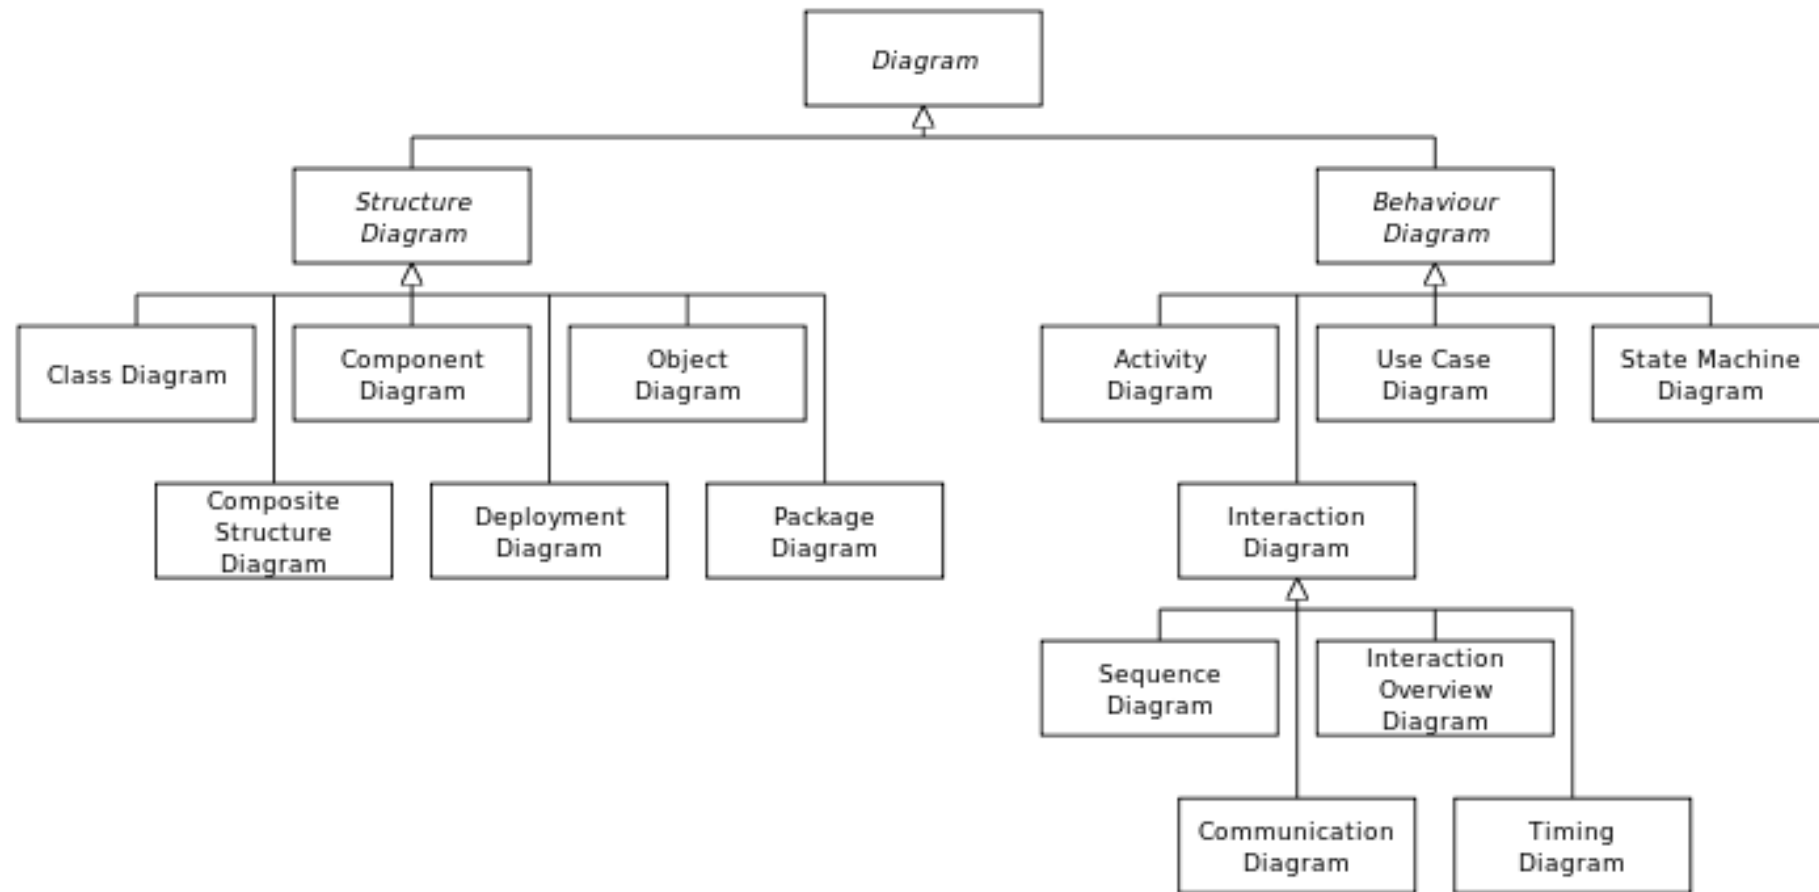 Diagram
Structure
Diagram
Behaviour
Diagram
Class Diagram
Component
Diagram
Object
Diagram
Activity
Diagram
Use Case
Diagram
State Machine
Diagram
Composite
Structure
Diagram
Deployment
Diagram
Package
Diagram
Interaction
Diagram
Sequence
Diagram
Interaction
Overview
Diagram
Communication
Diagram
Timing
Diagram